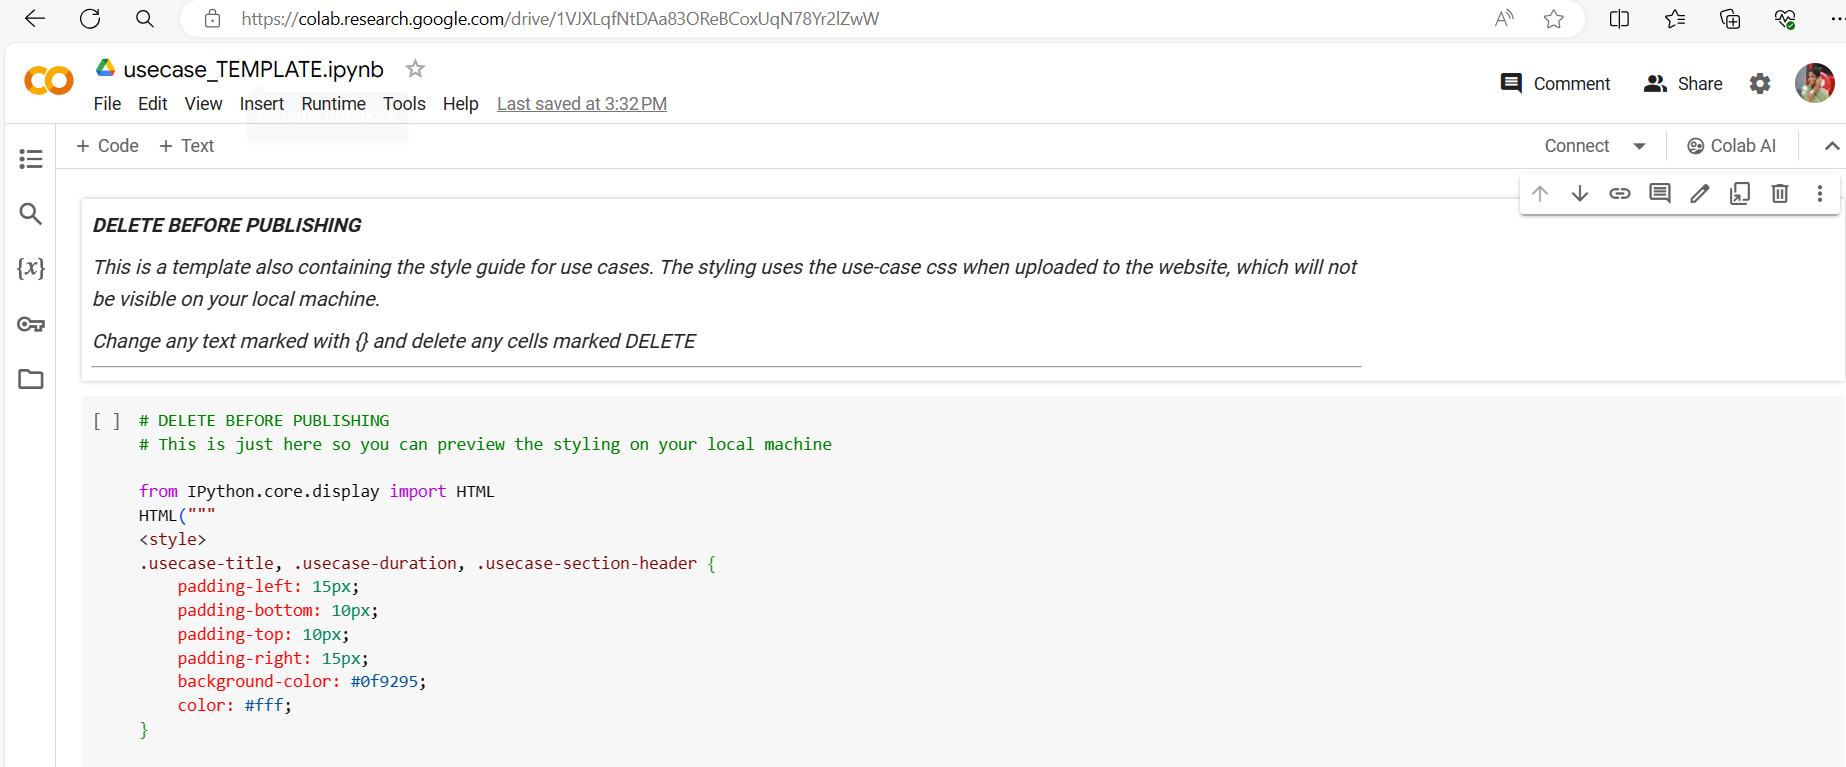 https://colab.research.google.com/drive/1VJXLqfNtDAa83OReBCoxUqN78Yr2lZwW
usecase_TEMPLATE.ipynb
File Edit View Insert Runtime Tools Help Last saved at 3:32 PM
Rename notebook
Comment Share
+ Code + Text
Connect Colab AI
{x}
DELETE BEFORE PUBLISHING
This is a template also containing the style guide for use cases. The styling uses the use-case css when uploaded to the website, which will not
be visible on your local machine.
Change any text marked with {} and delete any cells marked DELETE
[ ] # DELETE BEFORE PUBLISHING
# This is just here so you can preview the styling on your local machine
from IPython.core.display import HTML
HTML("""
<style>
.usecase-title, .usecase-duration, .usecase-section-header {
    padding-left: 15px;
    padding-bottom: 10px;
    padding-top: 10px;
    padding-right: 15px;
    background-color: #0f9295;
    color: #fff;
}